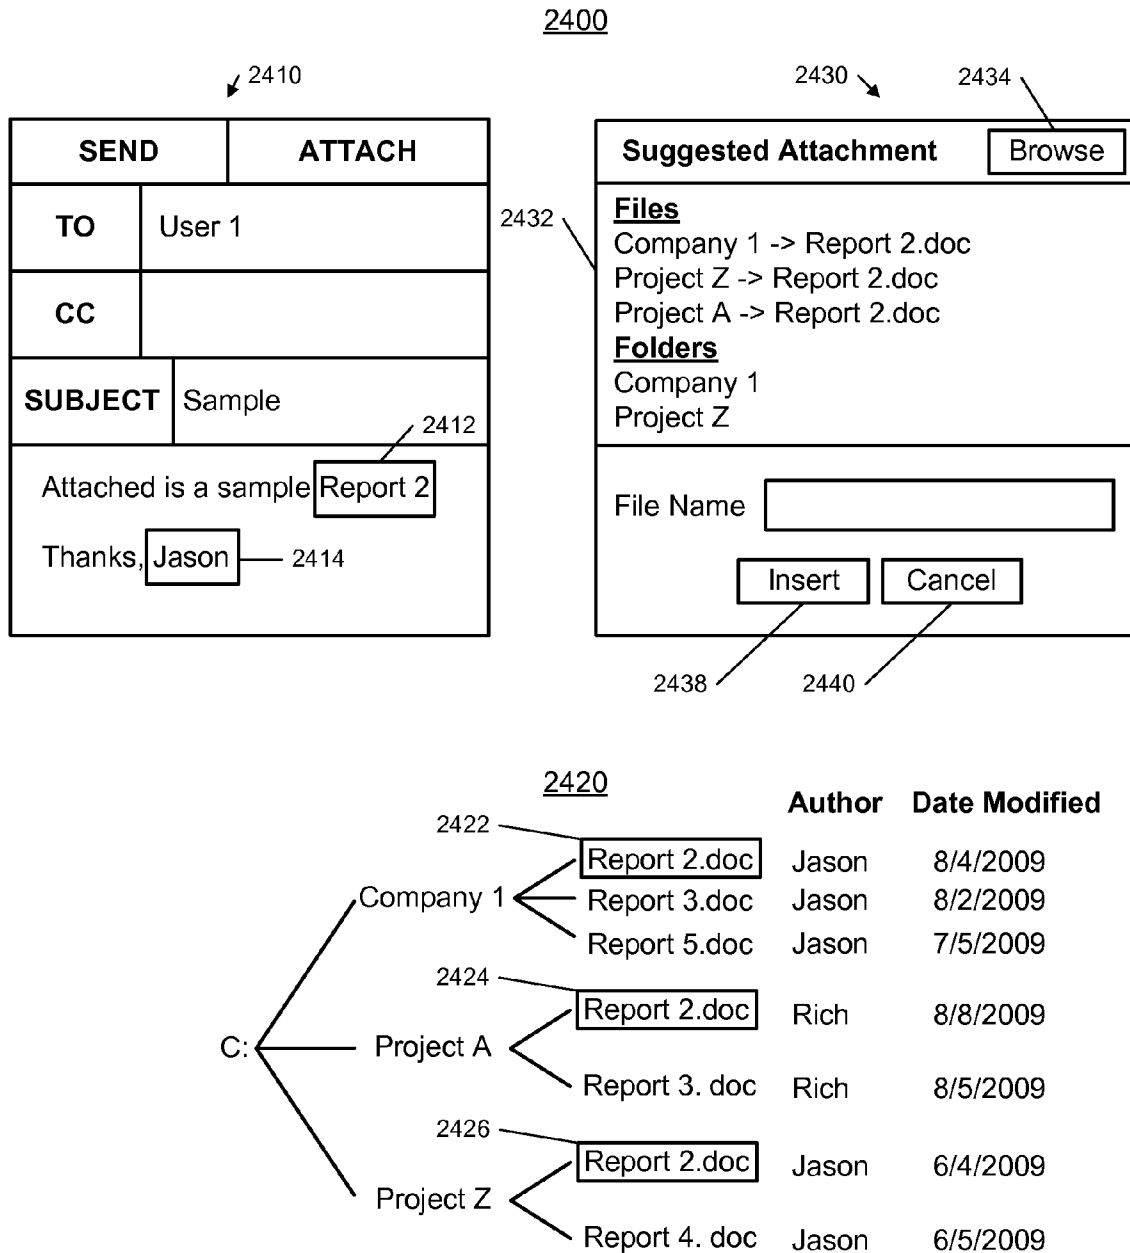 2400
2410
2430
2434
SEND ATTACH
TO User 1
CC
SUBJECT Sample
2412
Attached is a sample Report 2
Thanks, Jason 2414
Suggested Attachment Browse
2432
Files
Company 1 -> Report 2.doc
Project Z -> Report 2.doc
Project A -> Report 2.doc
Folders
Company 1
Project Z
File Name
Insert Cancel
2438 2440
2420
Author Date Modified
2422
Report 2.doc Jason 8/4/2009
Company 1 Report 3.doc Jason 8/2/2009
Report 5.doc Jason 7/5/2009
2424
Report 2.doc Rich 8/8/2009
C: Project A
Report 3. doc Rich 8/5/2009
2426
Report 2.doc Jason 6/4/2009
Project Z
Report 4. doc Jason 6/5/2009